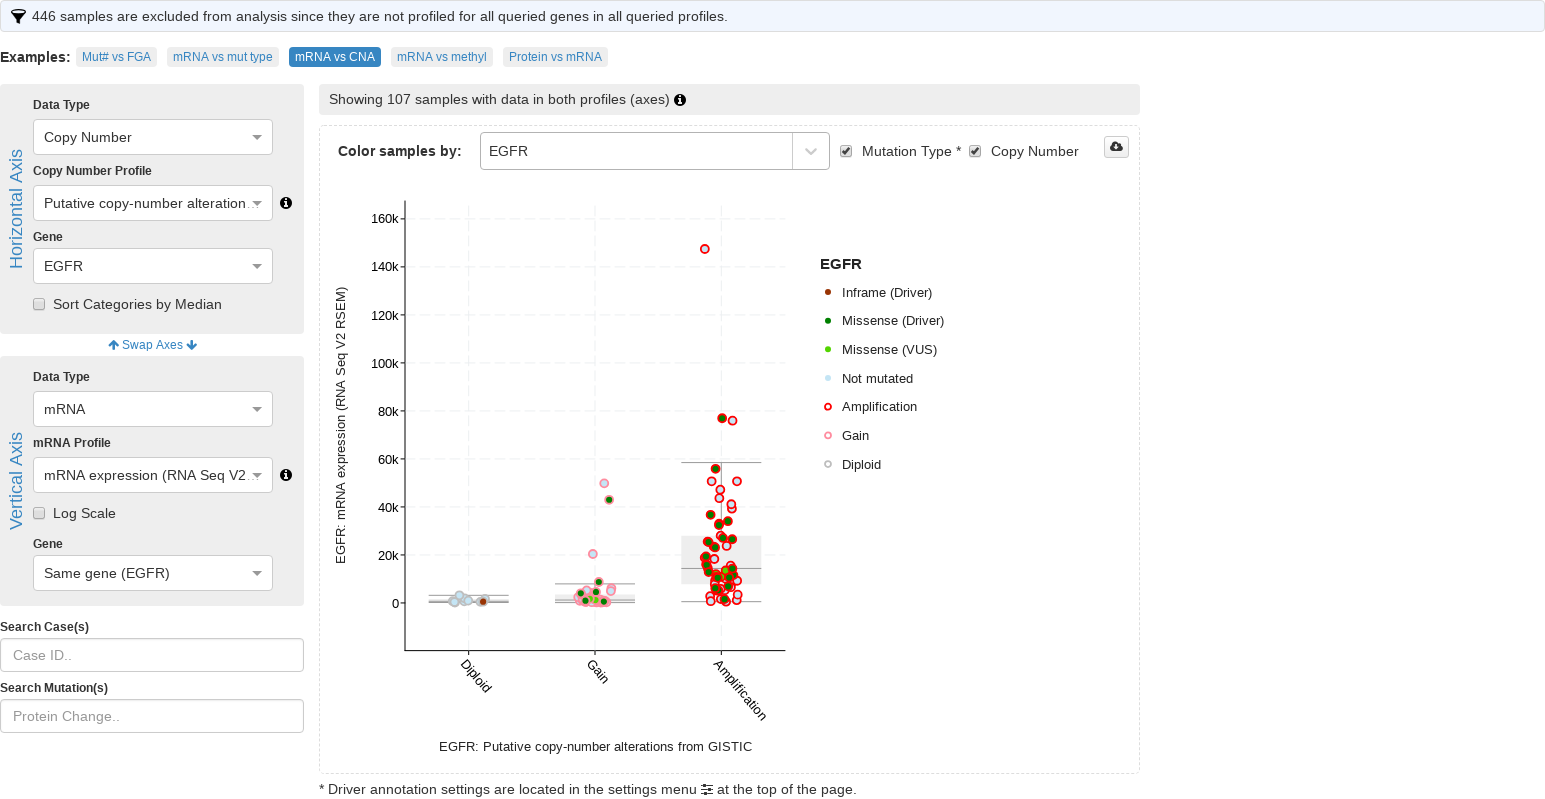 446 samples are excluded from analysis since they are not profiled for all queried genes in all queried profiles.
Examples: Mut# vs FGA mRNA vs mut type mRNA vs CNA mRNA vs methyl Protein vs mRNA
Horizontal Axis
Data Type
Copy Number
Copy Number Profile
Putative copy-number alteration...
Gene
EGFR
Sort Categories by Median
Swap Axes
Vertical Axis
Data Type
mRNA
mRNA Profile
mRNA expression (RNA Seq V2...
Log Scale
Gene
Same gene (EGFR)
Search Case(s)
Case ID..
Search Mutation(s)
Protein Change..
Showing 107 samples with data in both profiles (axes)
Color samples by: EGFR Mutation Type * Copy Number
EGFR: mRNA expression (RNA Seq V2 RSEM)
160k
140k
120k
100k
80k
60k
40k
20k
0
Diploid
Gain
Amplification
EGFR: Putative copy-number alterations from GISTIC
EGFR
Inframe (Driver)
Missense (Driver)
Missense (VUS)
Not mutated
Amplification
Gain
Diploid
* Driver annotation settings are located in the settings menu at the top of the page.